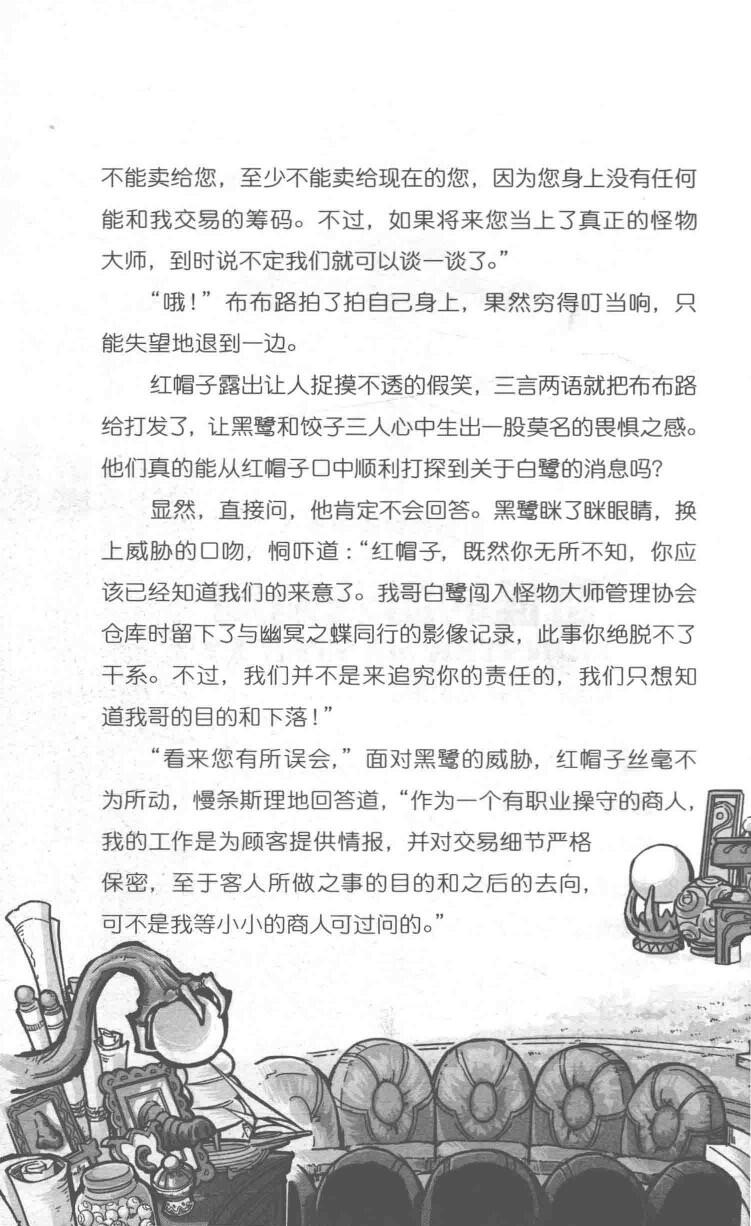 不能卖给您，至少不能卖给现在的您，因为您身上没有任何
能和我交易的筹码。不过，如果将来您当上了真正的怪物
大师，到时说不定我们就可以谈一谈了。”
“哦！”布布路拍了拍自己身上，果然穷得叮当响，只
能失望地退到一边。
红帽子露出让人捉摸不透的假笑，三言两语就把布布路
给打发了，让黑鹭和饺子三人心中生出一股莫名的畏惧之感。
他们真的能从红帽子口中顺利打探到关于白鹭的消息吗？
显然，直接问，他肯定不会回答。黑鹭眯了眯眼睛，换
上威胁的口吻，恫吓道：“红帽子，既然你无所不知，你应
该已经知道我们的来意了。我哥白鹭闯入怪物大师管理协会
仓库时留下了与幽冥之蝶同行的影像记录，此事你绝脱不了
干系。不过，我们并不是来追究你的责任的，我们只想知
道我哥的目的和下落！”
“看来您有所误会，”面对黑鹭的威胁，红帽子丝毫不
为所动，慢条斯理地回答道，“作为一个有职业操守的商人，
我的工作是为顾客提供情报，并对交易细节严格
保密，至于客人所做之事的目的和之后的去向，
可不是我等小小的商人可过问的。”